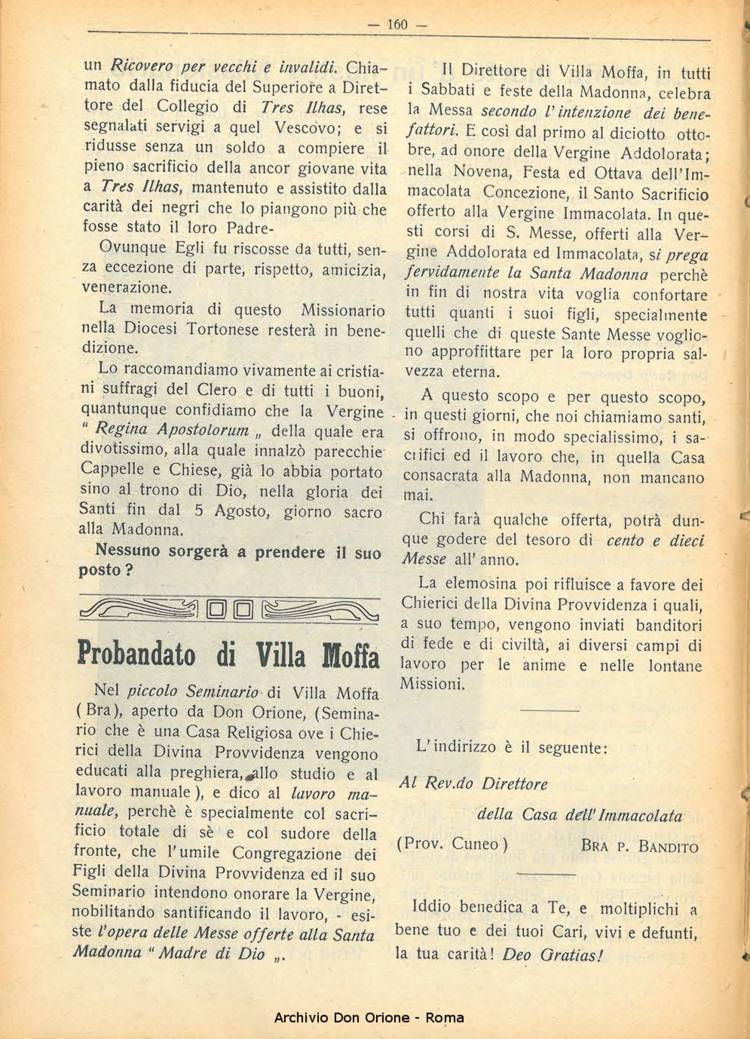 — 160 —
un Ricovero per vecchi e invalidi. Chia-
mato dalla fiducia del Superiore a Diret-
tore del Collegio di Tres Ilhas, rese
segnalati servigi a quel Vescovo; e si
ridusse senza un soldo a compiere il
pieno sacrificio della ancor giovane vita
a Tres Ilhas, mantenuto e assistito dalla
carità dei negri che lo piangono più che
fosse stato il loro Padre-
Ovunque Egli fu riscosse da tutti, sen-
za eccezione di parte, rispetto, amicizia,
venerazione.
La memoria di questo Missionario
nella Diocesi Tortonese resterà in bene-
dizione.
Lo raccomandiamo vivamente ai cristia-
ni suffragi del Clero e di tutti i buoni,
quantunque confidiamo che la Vergine
“ Regina Apostolorum „ della quale era
divotissimo, alla quale innalzò parecchie
Cappelle e Chiese, già lo abbia portato
sino al trono di Dio, nella gloria dei
Santi fin dal 5 Agosto, giorno sacro
alla Madonna.
Nessuno sorgerà a prendere il suo
posto ?
Probandato di Villa Moffa
Nel piccolo Seminario di Villa Moffa
( Bra), aperto da Don Orione, (Semina-
rio che è una Casa Religiosa ove i Chie-
rici della Divina Provvidenza vengono
educati alla preghiera, allo studio e al
lavoro manuale ), e dico al lavoro ma-
nuale, perchè è specialmente col sacri-
ficio totale di sè e col sudore della
fronte, che l'umile Congregazione dei
Figli della Divina Provvidenza ed il suo
Seminario intendono onorare la Vergine,
nobilitando santificando il lavoro, - esi-
ste l'opera delle Messe offerte alla Santa
Madonna “ Madre di Dio „.
Il Direttore di Villa Moffa, in tutti
i Sabbati e feste della Madonna, celebra
la Messa secondo l'intenzione dei bene-
fattori. E così dal primo al diciotto otto-
bre, ad onore della Vergine Addolorata;
nella Novena, Festa ed Ottava dell'Im-
macolata Concezione, il Santo Sacrificio
offerto alla Vergine Immacolata. In que-
sti corsi di S. Messe, offerti alla Ver-
gine Addolorata ed Immacolata, si prega
fervidamente la Santa Madonna perchè
in fin di nostra vita voglia confortare
tutti quanti i suoi figli, specialmente
quelli che di queste Sante Messe voglio-
no approffittare per la loro propria sal-
vezza eterna.
A questo scopo e per questo scopo,
in questi giorni, che noi chiamiamo santi,
si offrono, in modo specialissimo, i sa-
crifici ed il lavoro che, in quella Casa
consacrata alla Madonna, non mancano
mai.
Chi farà qualche offerta, potrà dun-
que godere del tesoro di cento e dieci
Messe all' anno.
La elemosina poi rifluisce a favore dei
Chierici della Divina Provvidenza i quali,
a suo tempo, vengono inviati banditori
di fede e di civiltà, ai diversi campi di
lavoro per le anime e nelle lontane
Missioni.
L'indirizzo è il seguente:
Al Rev.do Direttore
della Casa dell'Immacolata
(Prov. Cuneo ) BRA P. BANDITO
Iddio benedica a Te, e moltiplichi a
bene tuo e dei tuoi Cari, vivi e defunti,
la tua carità! Deo Gratias!
Archivio Don Orione - Roma